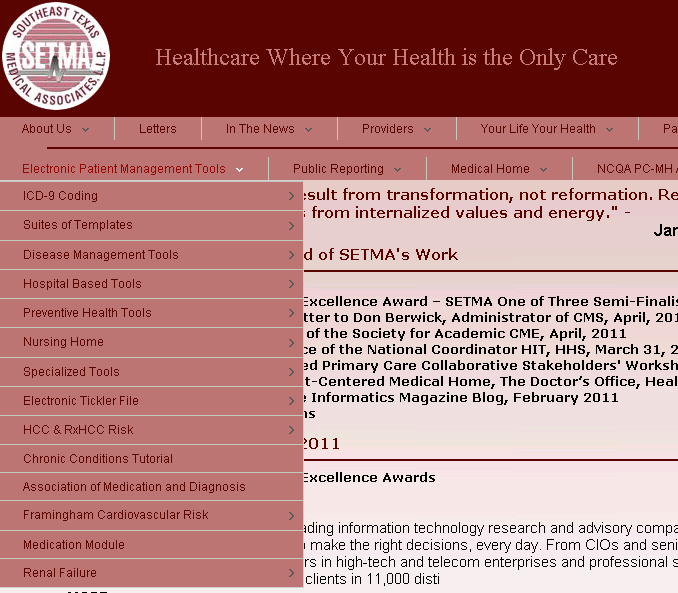 SOUTHEAST TEXAS
SETMA
MEDICAL ASSOCIATES, L.L.P.
Healthcare Where Your Health is the Only Care
About Us Letters In The News Providers Your Life Your Health Pa
Electronic Patient Management Tools Public Reporting Medical Home NCQA PC-MH
ICD-9 Coding
esult from transformation, not reformation. Re
s from internalized values and energy." -
Suites of Templates
Jar
Disease Management Tools
d of SETMA's Work
Hospital Based Tools
Excellence Award – SETMA One of Three Semi-Finalis
Preventive Health Tools
tter to Don Berwick, Administrator of CMS, April, 201
of the Society for Academic CME, April, 2011
Nursing Home
ce of the National Coordinator HIT, HHS, March 31, 2
ed Primary Care Collaborative Stakeholders' Worksh
Specialized Tools
t-Centered Medical Home, The Doctor's Office, Heal
Electronic Tickler File
e Informatics Magazine Blog, February 2011
ns
HCC & RxHCC Risk
2011
Chronic Conditions Tutorial
Excellence Awards
Association of Medication and Diagnosis
Framingham Cardiovascular Risk
ading information technology research and advisory compa
Medication Module
make the right decisions, every day. From CIOs and seni
rs in high-tech and telecom enterprises and professional s
Renal Failure
clients in 11,000 disti